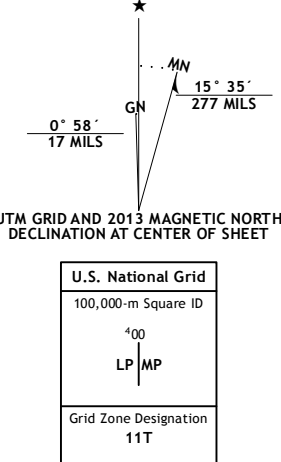 MN
15° 35´
277 MILS
GN
0° 58´
17 MILS
UTM GRID AND 2013 MAGNETIC NORTH
DECLINATION AT CENTER OF SHEET
U.S. National Grid
100,000-m Square ID
⁴00
LP MP
Grid Zone Designation
11T